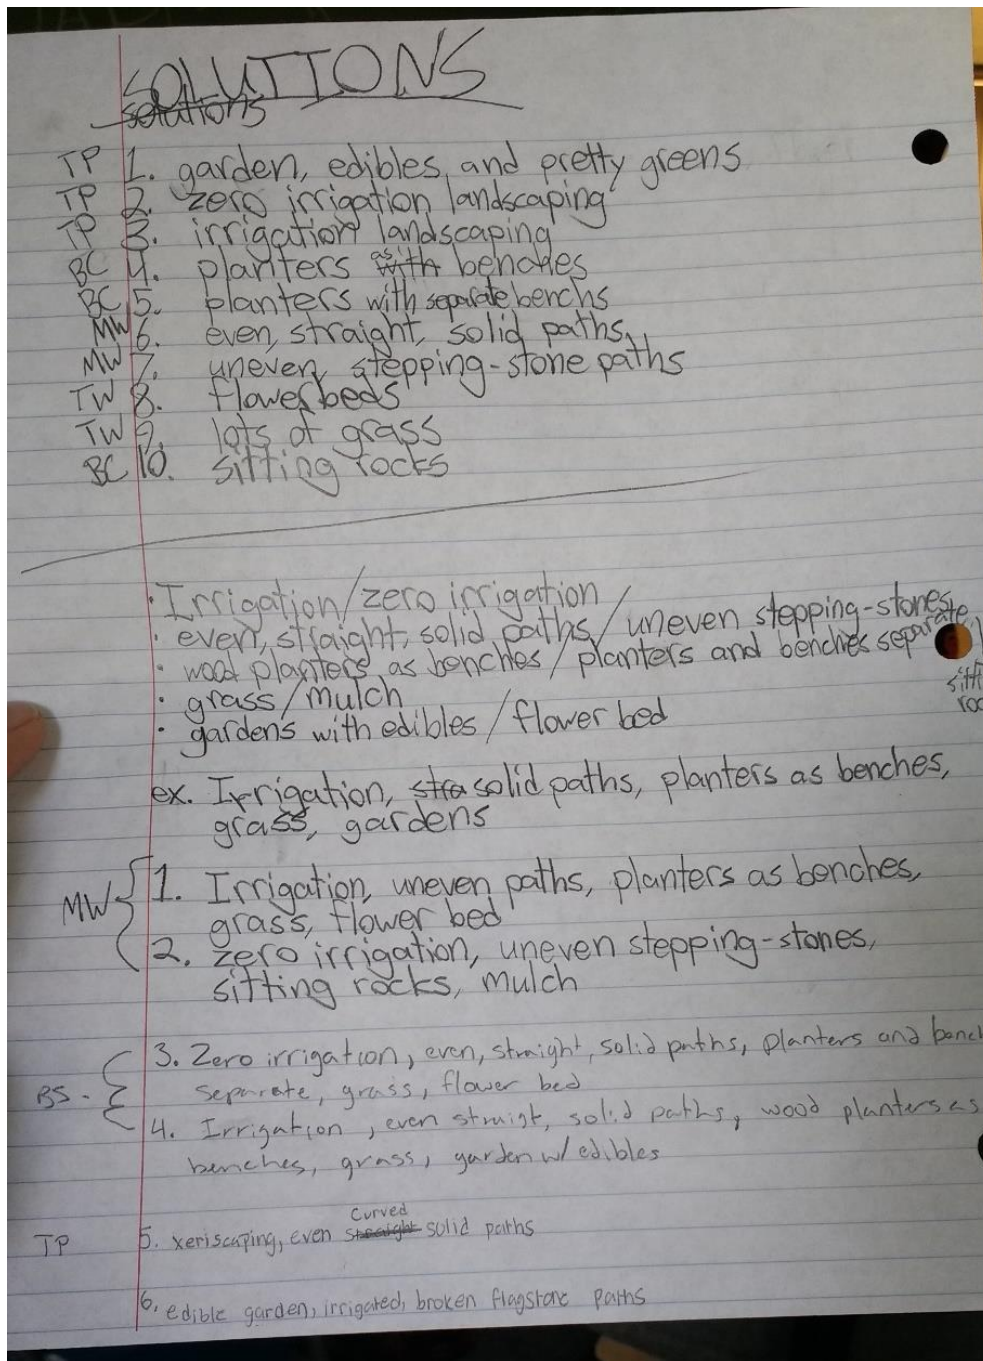 SOLUTIONS
solutions
TP 1. garden, edibles, and pretty greens
TP 2. zero irrigation landscaping
TP 3. irrigation landscaping
BC 4. planters with as benches
BC 5. planters with separate benchs
MW 6. even, straight, solid paths,
MW 7. uneven, stepping-stone paths
TW 8. flowerbeds
TW 9. lots of grass
BC 10. sitting rocks
· Irrigation/zero irrigation
· even, straight, solid paths/uneven stepping-stones
· wood planters as benches/planters and benches separate
sitti
roc
· grass/mulch
· gardens with edibles/flower bed
ex. Irrigation, stra solid paths, planters as benches,
grass, gardens
MW 1. Irrigation, uneven paths, planters as benches,
grass, flower bed
2. zero irrigation, uneven stepping-stones,
sitting rocks, mulch
3. Zero irrigation, even, straight, solid paths, planters and bench
BS - separate, grass, flower bed
4. Irrigation, even straigt, solid paths, wood planters as
benches, grass, garden w/ edibles
Curved
TP 5. xeriscaping, even straight solid paths
6. edible garden, irrigated, broken flagstone paths